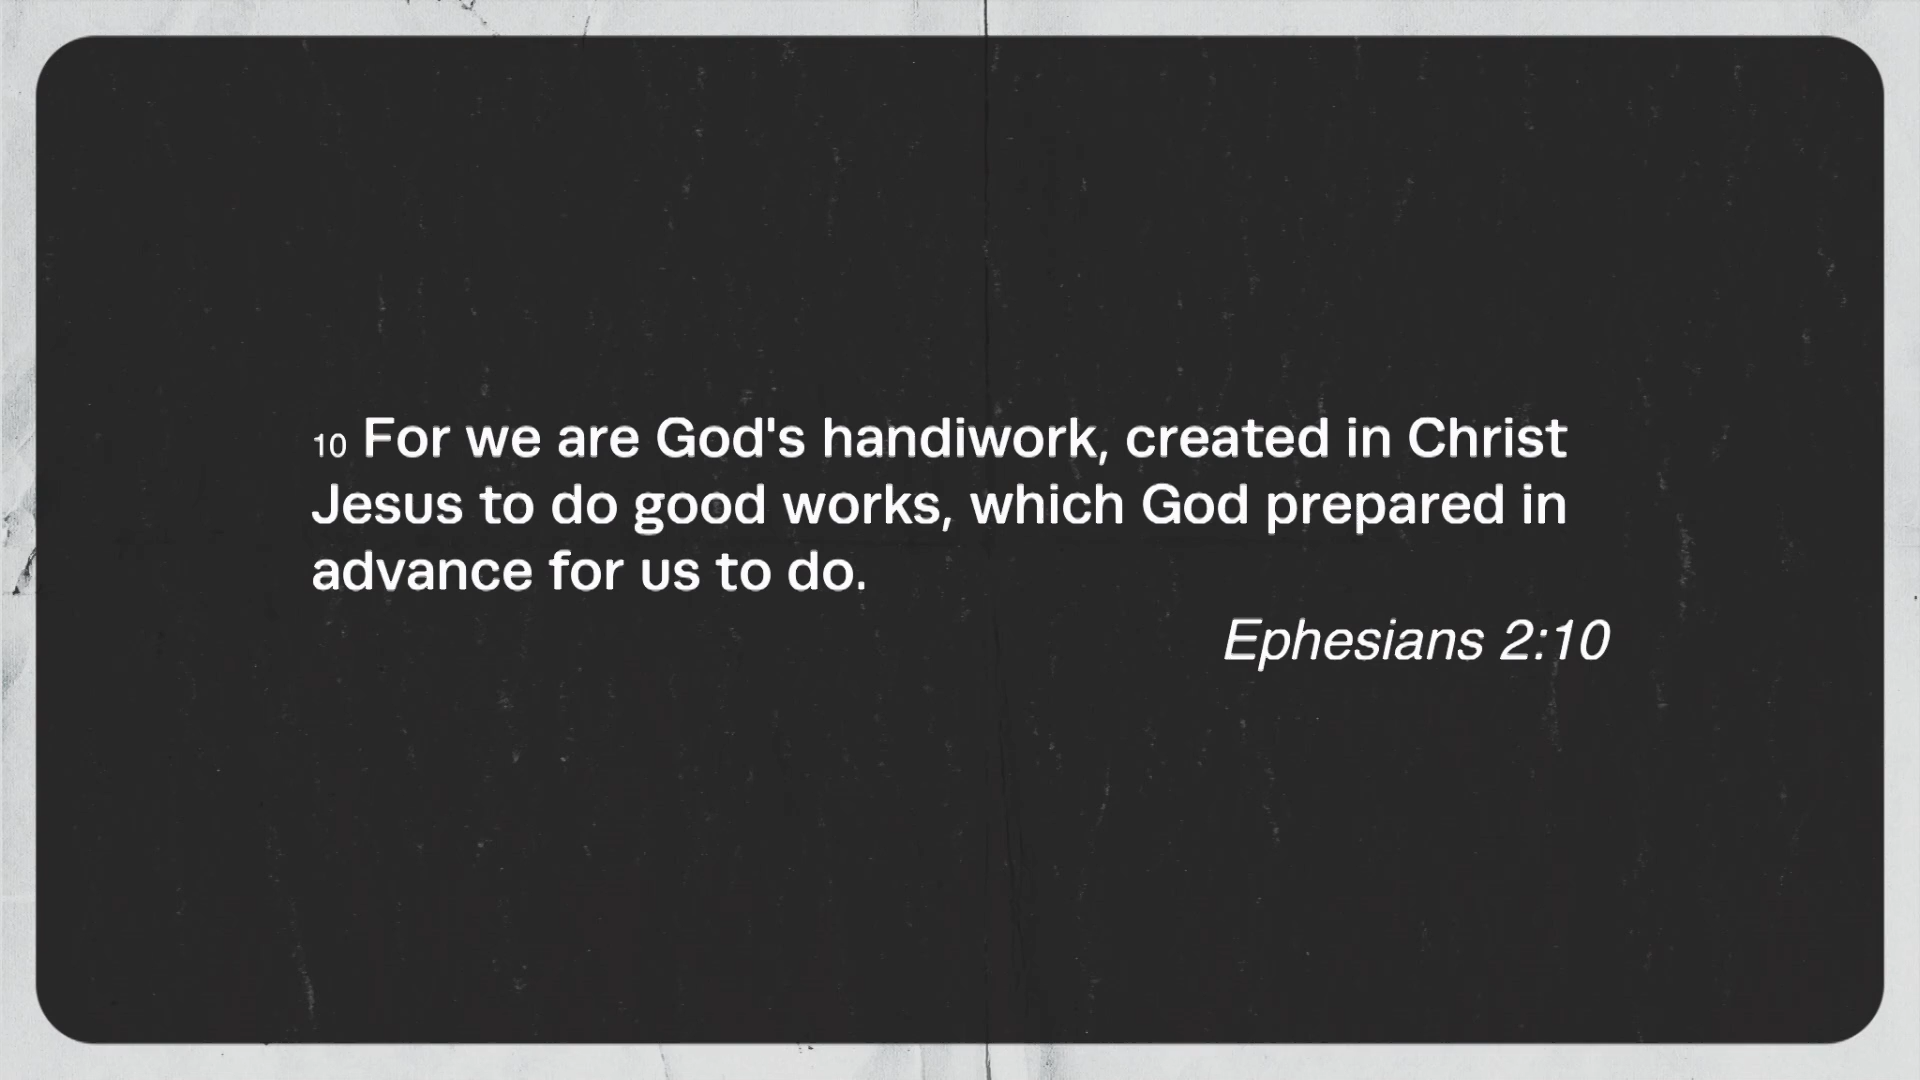 10 For we are God's handiwork, created in Christ
Jesus to do good works, which God prepared in
advance for us to do.
Ephesians 2:10